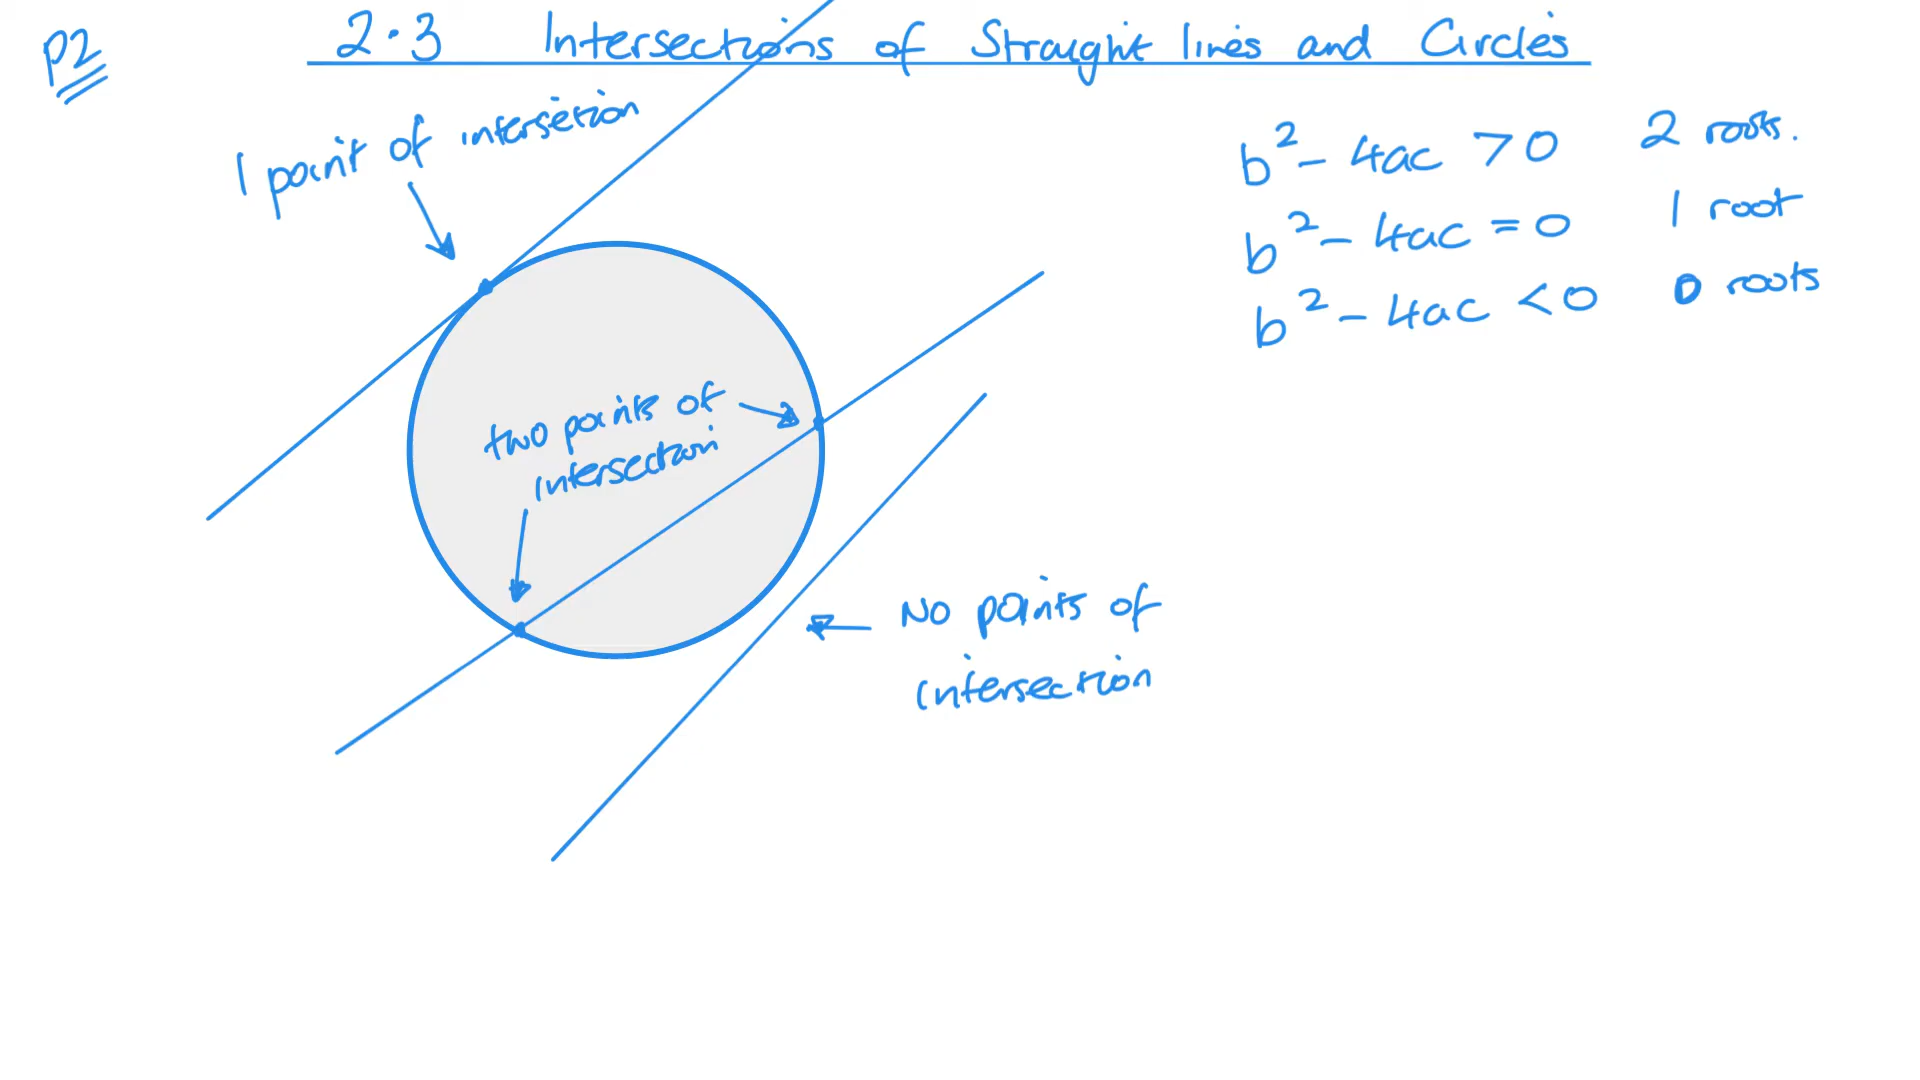 P2
2.3 Intersections of Straight lines and Circles
1 point of intersetion
b² - 4ac > 0 2 roots.
b² - 4ac = 0 1 root
b² - 4ac < 0 0 roots
two points of
intersection
No points of
intersection